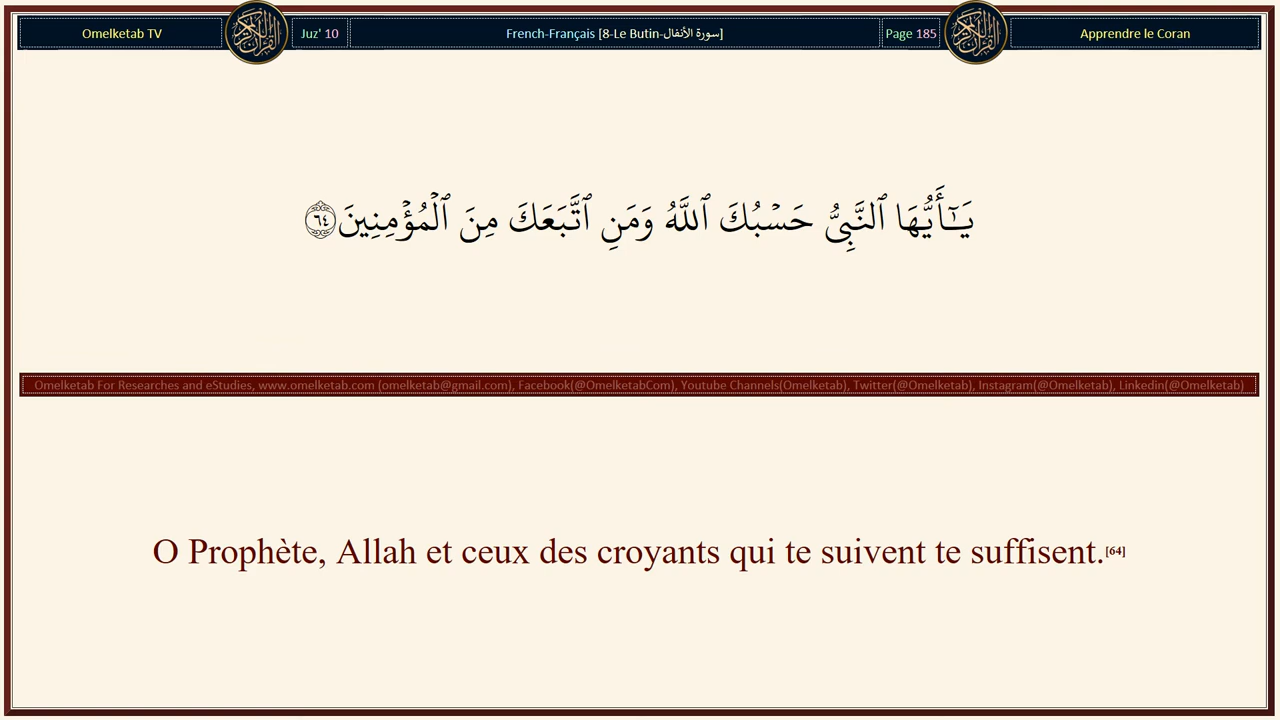 Omelketab TV
Juz' 10
French-Français [8-Le Butin-سورة الأنفال]
Page 185
Apprendre le Coran
يَـٰٓأَيُّهَا ٱلنَّبِىُّ حَسْبُكَ ٱللَّهُ وَمَنِ ٱتَّبَعَكَ مِنَ ٱلْمُؤْمِنِينَ ٦٤
Omelketab For Researches and eStudies, www.omelketab.com (omelketab@gmail.com), Facebook(@OmelketabCom), Youtube Channels(Omelketab), Twitter(@Omelketab), Instagram(@Omelketab), Linkedin(@Omelketab)
O Prophète, Allah et ceux des croyants qui te suivent te suffisent.[64]